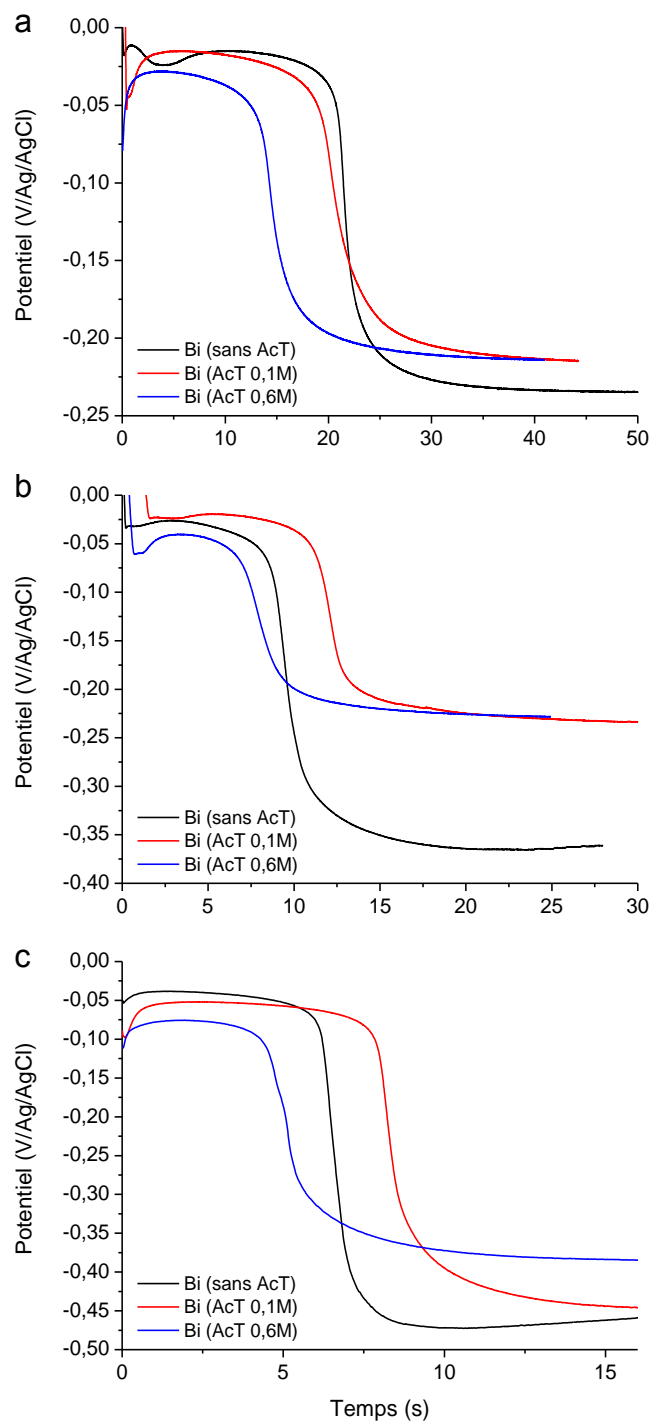 a
0,00
-0,05
-0,10
-0,15
-0,20
-0,25
Potentiel (V/Ag/AgCl)
Bi (sans AcT)
Bi (AcT 0,1M)
Bi (AcT 0,6M)
0 10 20 30 40 50
b
0,00
-0,05
-0,10
-0,15
-0,20
-0,25
-0,30
-0,35
-0,40
Potentiel (V/Ag/AgCl)
Bi (sans AcT)
Bi (AcT 0,1M)
Bi (AcT 0,6M)
0 5 10 15 20 25 30
c
0,00
-0,05
-0,10
-0,15
-0,20
-0,25
-0,30
-0,35
-0,40
-0,45
-0,50
Potentiel (V/Ag/AgCl)
Bi (sans AcT)
Bi (AcT 0,1M)
Bi (AcT 0,6M)
0 5 10 15
Temps (s)